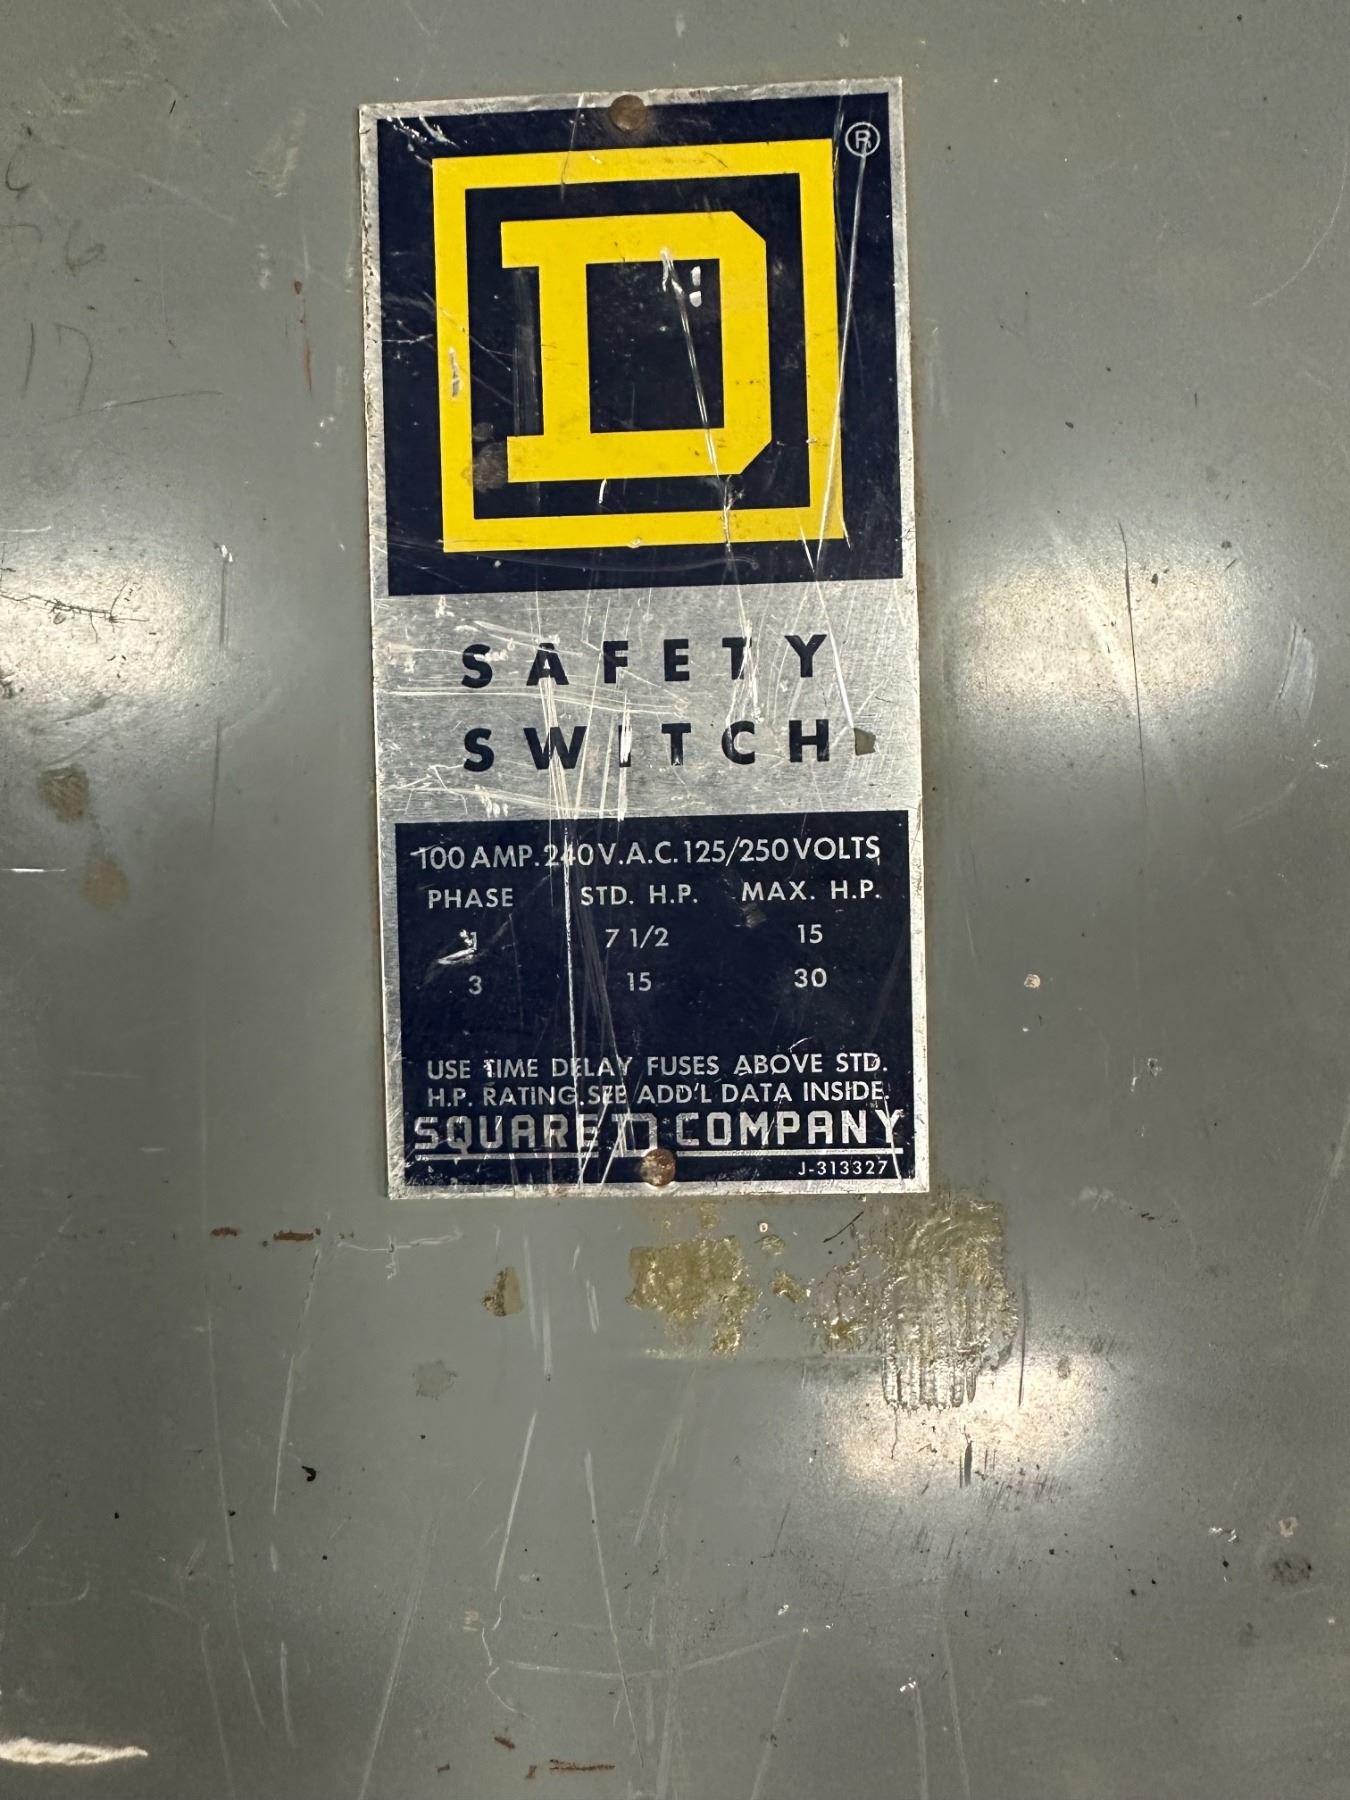 D
®
SAFETY
SWITCH
100 AMP. 240 V.A.C. 125/250 VOLTS
PHASE STD. H.P. MAX. H.P.
1 7 1/2 15
3 15 30
USE TIME DELAY FUSES ABOVE STD.
H.P. RATING. SEE ADD'L DATA INSIDE.
SQUARE D COMPANY
J-313327